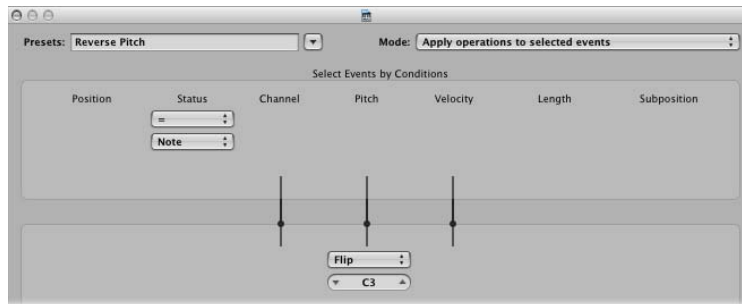 Presets: Reverse Pitch Mode: Apply operations to selected events
Select Events by Conditions
Position Status Channel Pitch Velocity Length Subposition
=
Note
Flip
C3